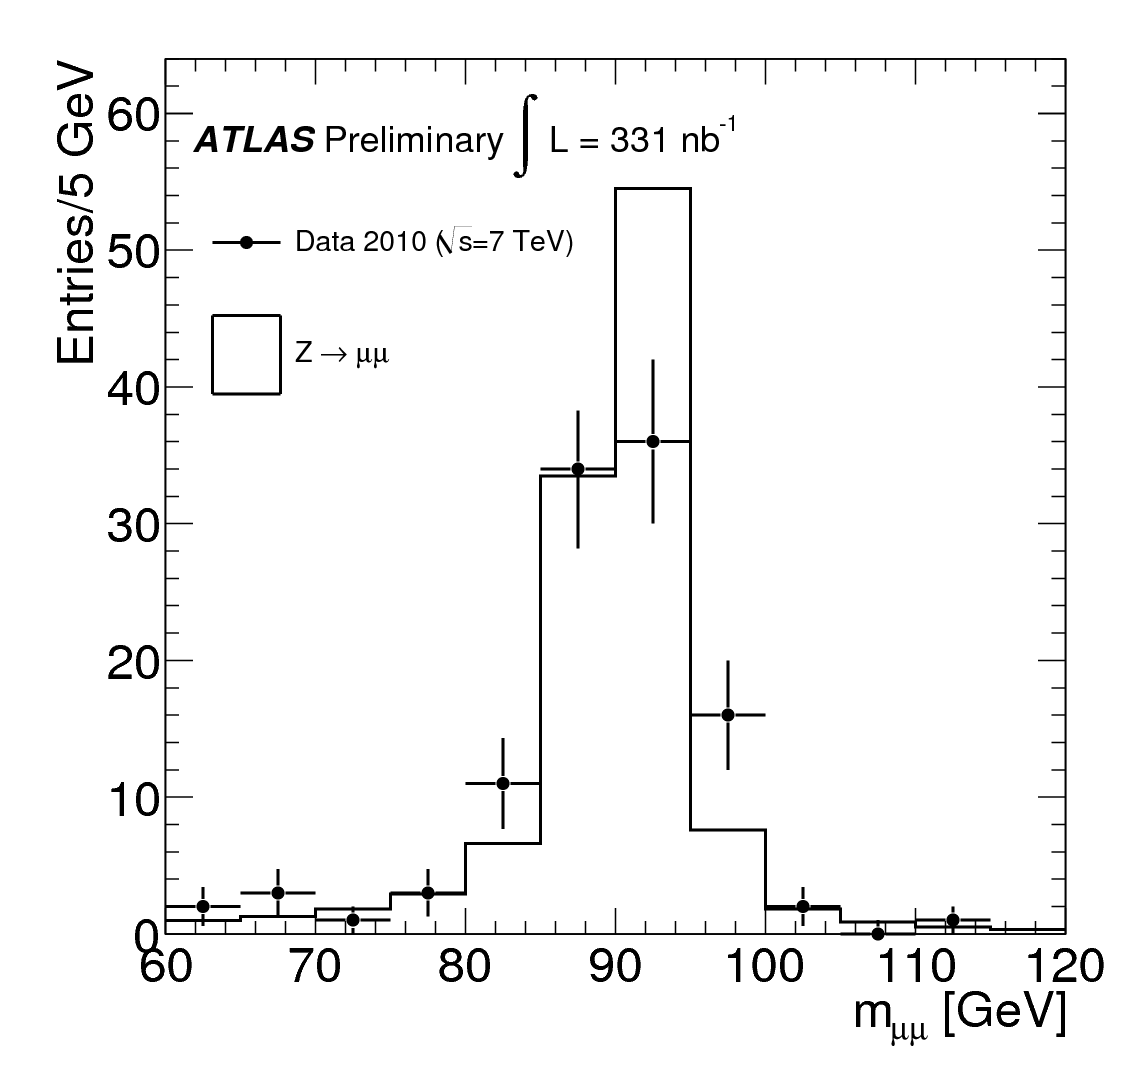 Entries/5 GeV
60
50
40
30
20
10
0
ATLAS Preliminary ∫ L = 331 nb⁻¹
Data 2010 (√s=7 TeV)
Z → μμ
60 70 80 90 100 110 120
m_μμ [GeV]